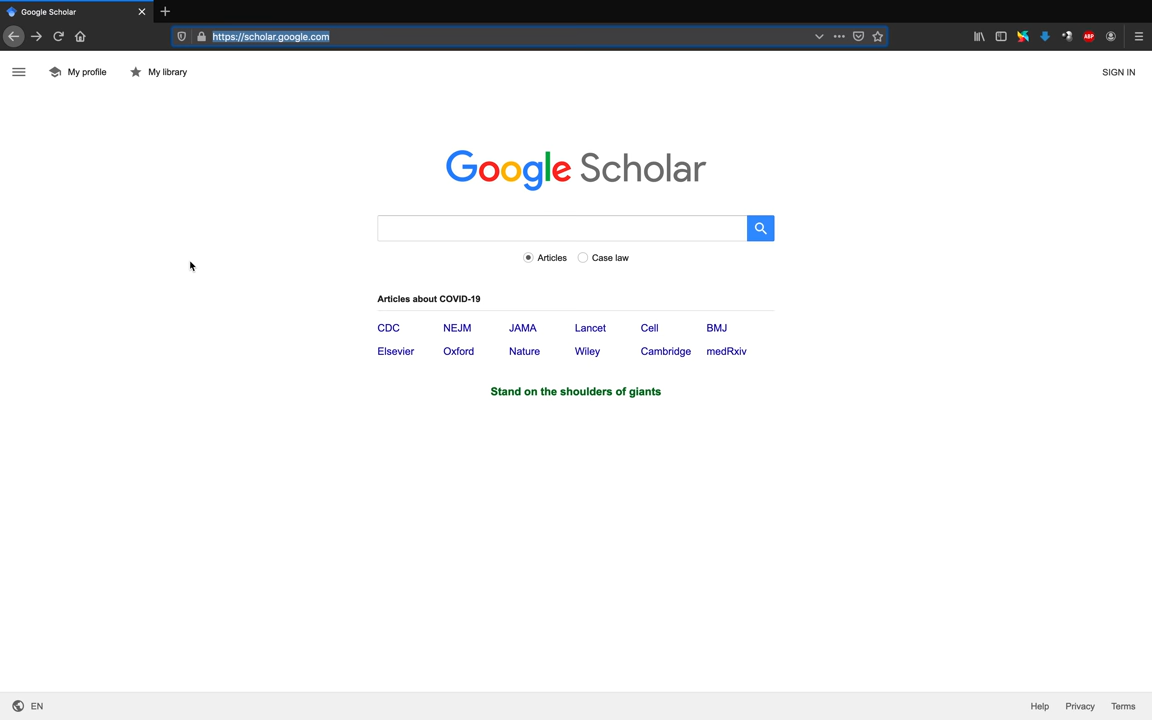 Google Scholar
https://scholar.google.com
ABP
My profile
My library
SIGN IN
Google Scholar
Articles
Case law
Articles about COVID-19
CDC NEJM JAMA Lancet Cell BMJ
Elsevier Oxford Nature Wiley Cambridge medRxiv
Stand on the shoulders of giants
EN
Help Privacy Terms